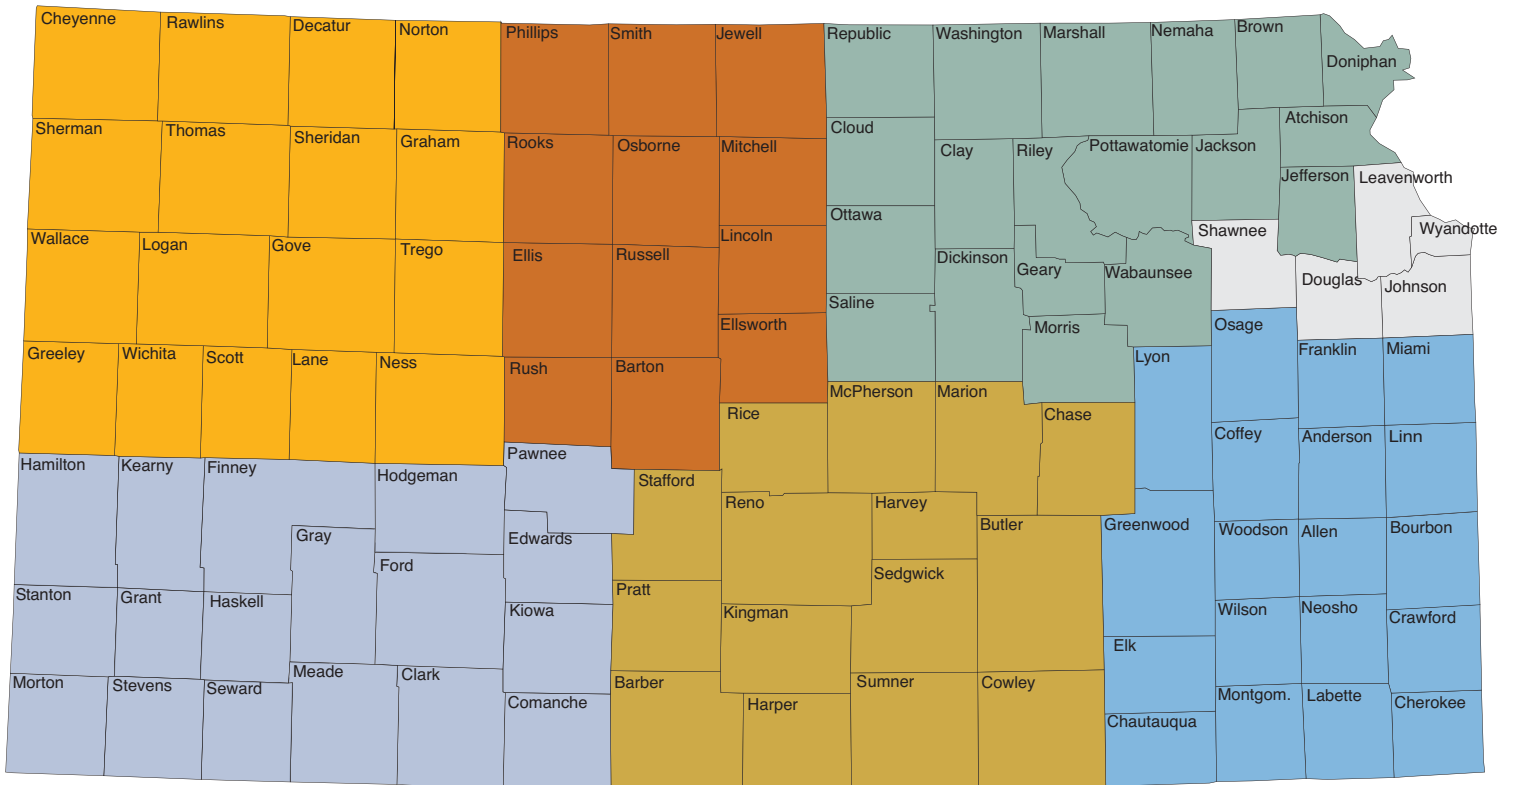 Cheyenne
Rawlins
Decatur
Norton
Phillips
Smith
Jewell
Republic
Washington
Marshall
Nemaha
Brown
Doniphan
Sherman
Thomas
Sheridan
Graham
Rooks
Osborne
Mitchell
Cloud
Clay
Riley
Pottawatomie
Jackson
Atchison
Jefferson
Leavenworth
Wyandotte
Wallace
Logan
Gove
Trego
Ellis
Russell
Lincoln
Ottawa
Dickinson
Geary
Wabaunsee
Shawnee
Douglas
Johnson
Ellsworth
Saline
Morris
Greeley
Wichita
Scott
Lane
Ness
Rush
Barton
Rice
McPherson
Marion
Chase
Lyon
Osage
Franklin
Miami
Hamilton
Kearny
Finney
Hodgeman
Pawnee
Stafford
Reno
Harvey
Butler
Greenwood
Coffey
Anderson
Linn
Gray
Ford
Edwards
Sedgwick
Woodson
Allen
Bourbon
Stanton
Grant
Haskell
Kiowa
Pratt
Kingman
Elk
Wilson
Neosho
Crawford
Morton
Stevens
Seward
Meade
Clark
Comanche
Barber
Harper
Sumner
Cowley
Chautauqua
Montgom.
Labette
Cherokee